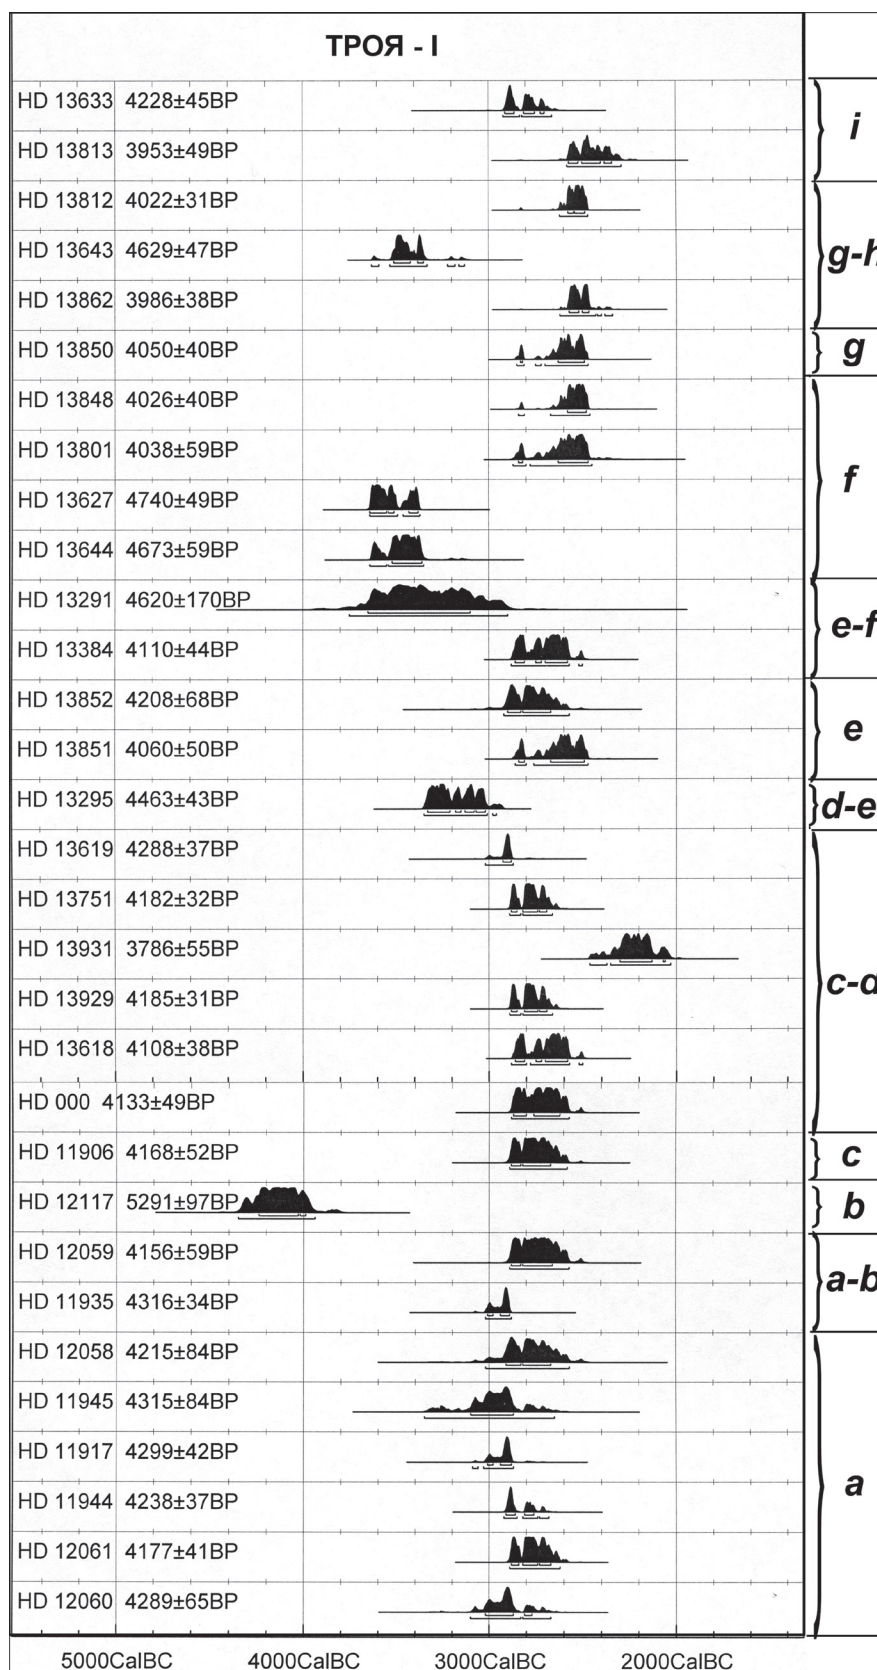 ТРОЯ - I
HD 13633 4228±45BP
i
HD 13813 3953±49BP
HD 13812 4022±31BP
HD 13643 4629±47BP
g-h
HD 13862 3986±38BP
HD 13850 4050±40BP
g
HD 13848 4026±40BP
HD 13801 4038±59BP
f
HD 13627 4740±49BP
HD 13644 4673±59BP
HD 13291 4620±170BP
e-f
HD 13384 4110±44BP
HD 13852 4208±68BP
e
HD 13851 4060±50BP
HD 13295 4463±43BP
d-e
HD 13619 4288±37BP
HD 13751 4182±32BP
HD 13931 3786±55BP
HD 13929 4185±31BP
c-d
HD 13618 4108±38BP
HD 000 4133±49BP
HD 11906 4168±52BP
c
HD 12117 5291±97BP
b
HD 12059 4156±59BP
a-b
HD 11935 4316±34BP
HD 12058 4215±84BP
HD 11945 4315±84BP
HD 11917 4299±42BP
a
HD 11944 4238±37BP
HD 12061 4177±41BP
HD 12060 4289±65BP
5000CalBC 4000CalBC 3000CalBC 2000CalBC